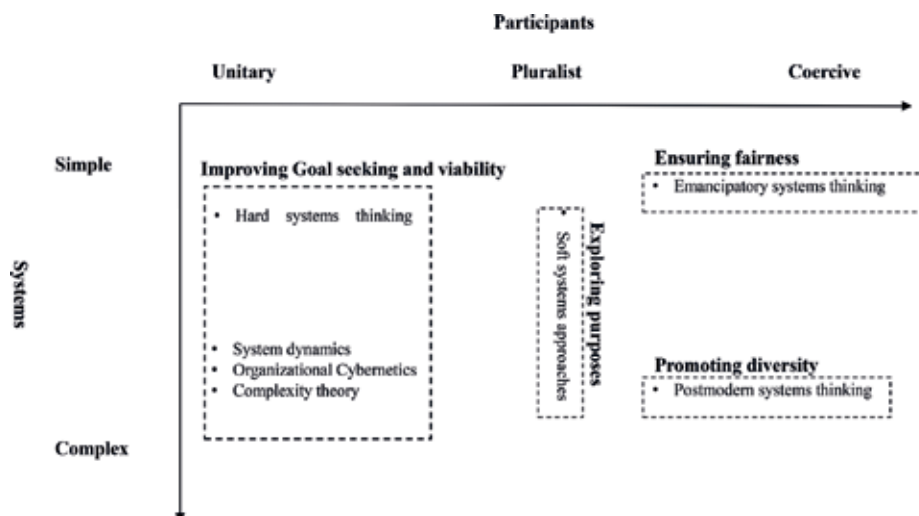 Participants
Unitary
Pluralist
Coercive
Simple
Improving Goal seeking and viability
• Hard systems thinking
Ensuring fairness
• Emancipatory systems thinking
Systems
• Soft systems approaches
Exploring purposes
• System dynamics
• Organizational Cybernetics
• Complexity theory
Promoting diversity
• Postmodern systems thinking
Complex